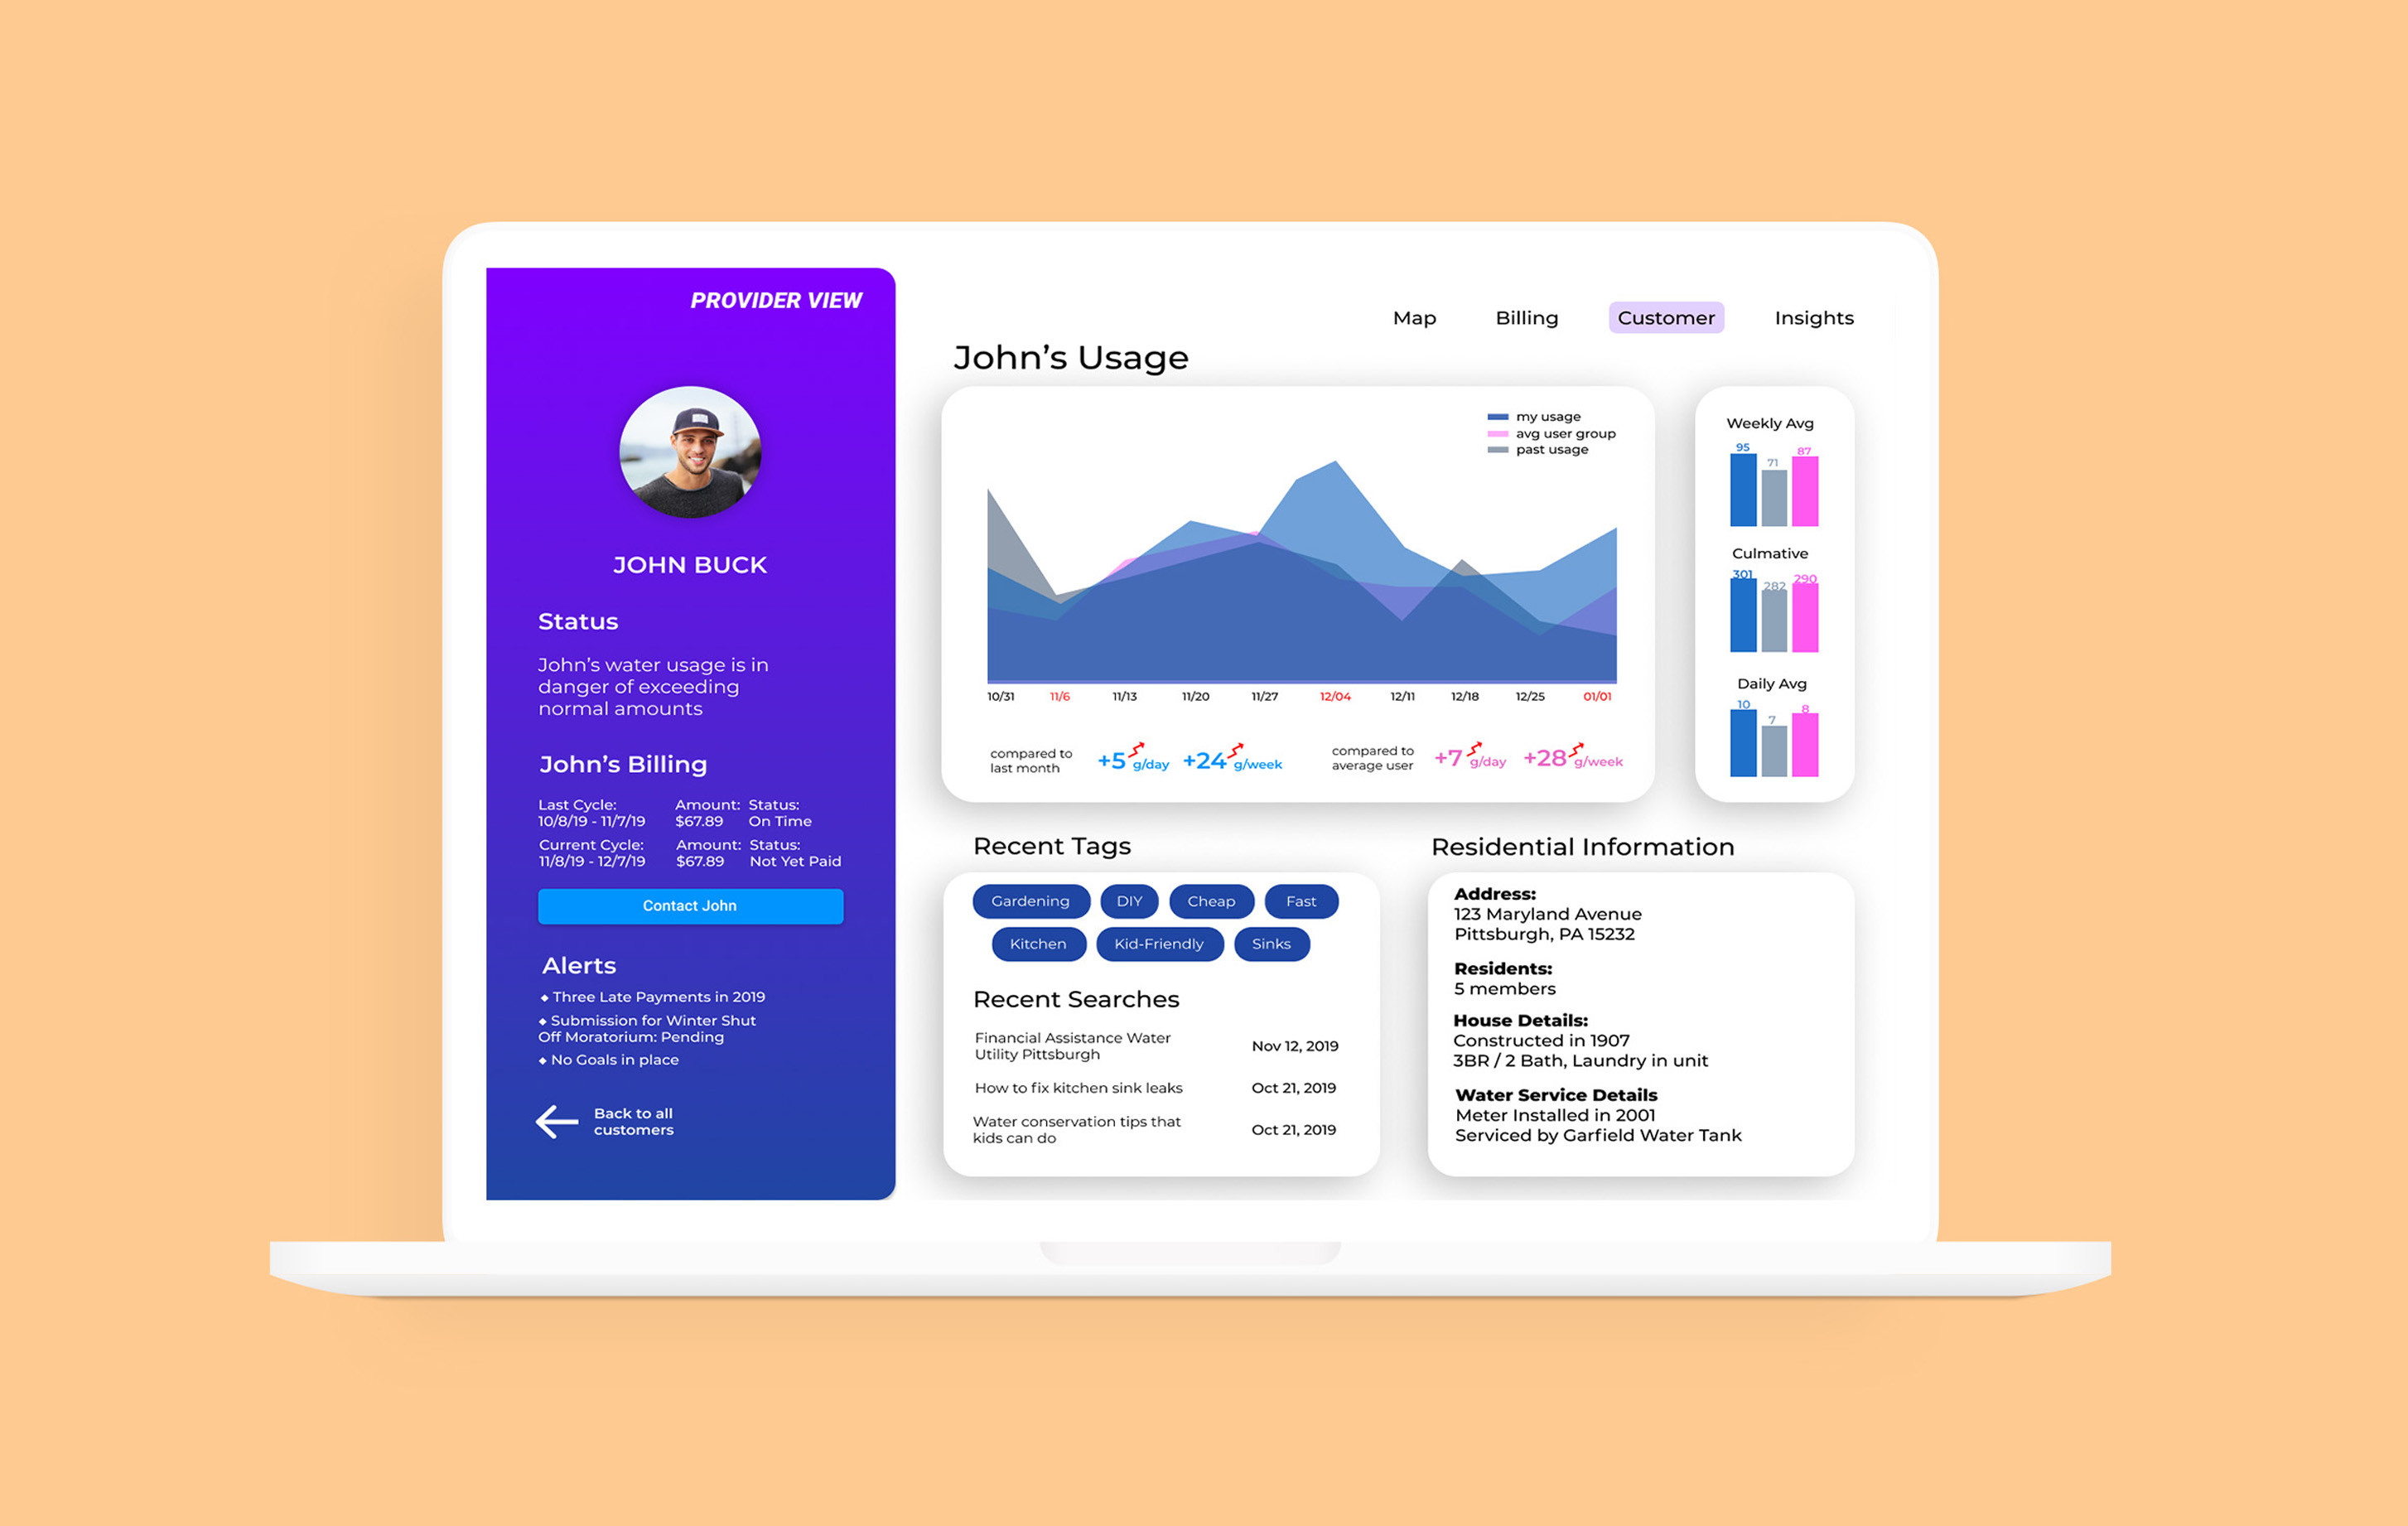 PROVIDER VIEW
JOHN BUCK
Status
John's water usage is in
danger of exceeding
normal amounts
John's Billing
Last Cycle:
10/8/19 - 11/7/19
Amount:
$67.89
Status:
On Time
Current Cycle:
11/8/19 - 12/7/19
Amount:
$67.89
Status:
Not Yet Paid
Contact John
Alerts
◆ Three Late Payments in 2019
◆ Submission for Winter Shut
Off Moratorium: Pending
◆ No Goals in place
Back to all
customers
Map Billing Customer Insights
John's Usage
my usage
avg user group
past usage
10/31 11/6 11/13 11/20 11/27 12/04 12/11 12/18 12/25 01/01
compared to
last month
+5 g/day +24 g/week
compared to
average user
+7 g/day +28 g/week
Weekly Avg
95 71 87
Culmative
301 282 290
Daily Avg
10 7 8
Recent Tags
Gardening DIY Cheap Fast
Kitchen Kid-Friendly Sinks
Recent Searches
Financial Assistance Water
Utility Pittsburgh
Nov 12, 2019
How to fix kitchen sink leaks Oct 21, 2019
Water conservation tips that
kids can do
Oct 21, 2019
Residential Information
Address:
123 Maryland Avenue
Pittsburgh, PA 15232
Residents:
5 members
House Details:
Constructed in 1907
3BR / 2 Bath, Laundry in unit
Water Service Details
Meter Installed in 2001
Serviced by Garfield Water Tank